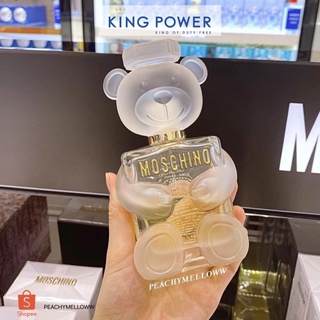 KING POWER
KING OF DUTY FREE
MOSCHINO
M
PEACHYMELLOWW
MOSCHINO
Shopee
PEACHYMELLOWW